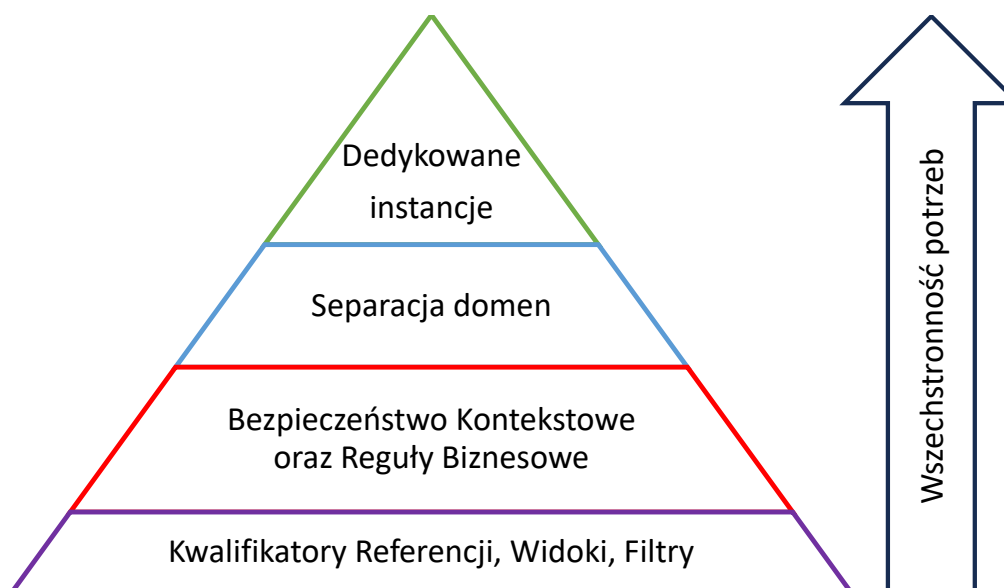 Dedykowane
instancje
Separacja domen
Bezpieczeństwo Kontekstowe
oraz Reguły Biznesowe
Kwalifikatory Referencji, Widoki, Filtry
Wszechstronność potrzeb